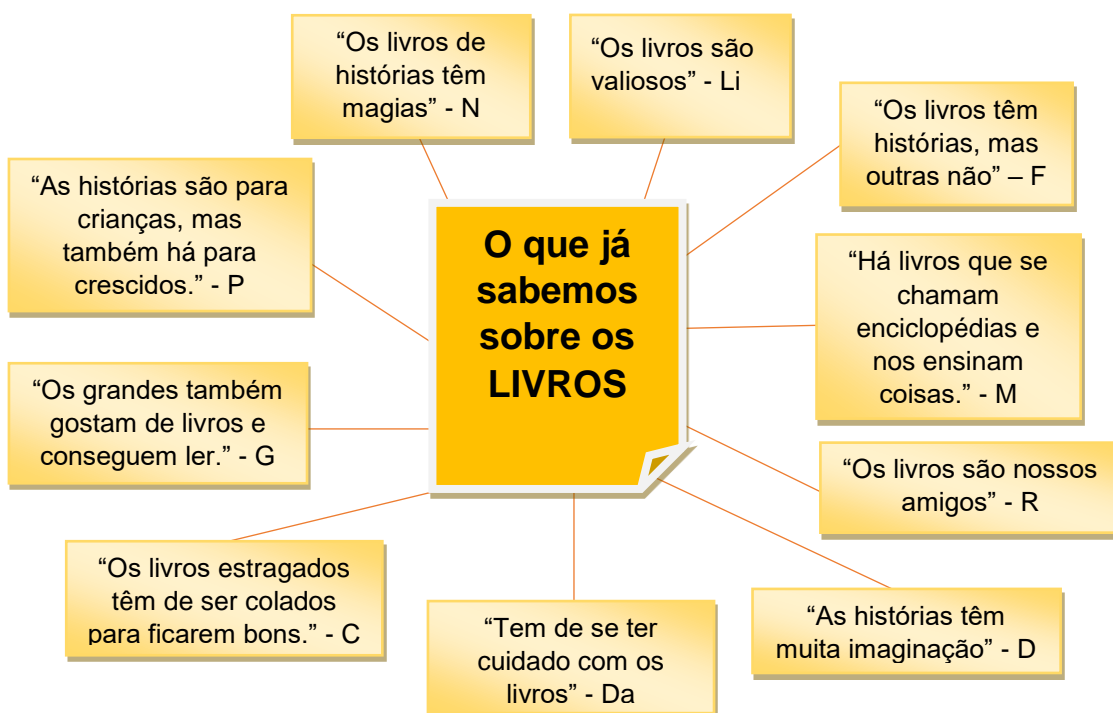 “Os livros de
histórias têm
magias” - N
“Os livros são
valiosos” - Li
“Os livros têm
histórias, mas
outras não” – F
“As histórias são para
crianças, mas
também há para
crescidos.” - P
O que já
sabemos
sobre os
LIVROS
“Há livros que se
chamam
enciclopédias e
nos ensinam
coisas.” - M
“Os grandes também
gostam de livros e
conseguem ler.” - G
“Os livros são nossos
amigos” - R
“Os livros estragados
têm de ser colados
para ficarem bons.” - C
“Tem de se ter
cuidado com os
livros” - Da
“As histórias têm
muita imaginação” - D